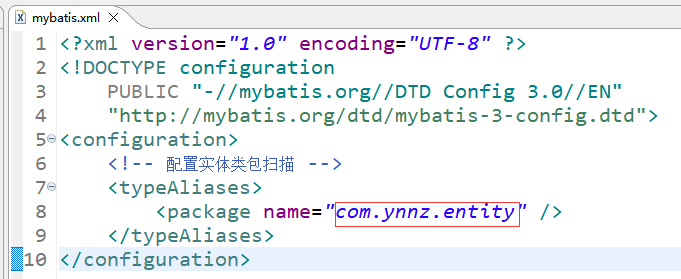 mybatis.xml
1 <?xml version="1.0" encoding="UTF-8" ?>
2 <!DOCTYPE configuration
3 PUBLIC "-//mybatis.org//DTD Config 3.0//EN"
4 "http://mybatis.org/dtd/mybatis-3-config.dtd">
5 <configuration>
6 <!-- 配置实体类包扫描 -->
7 <typeAliases>
8 <package name="com.ynnz.entity" />
9 </typeAliases>
10 </configuration>